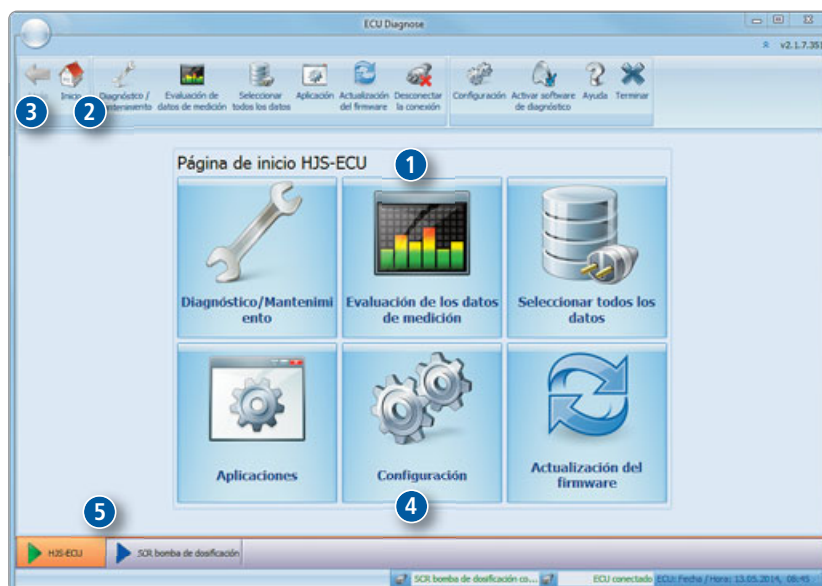 ECU Diagnose
v2.1.7.351
Inicio
Diagnóstico /
mantenimiento
Evaluación de
datos de medición
Seleccionar
todos los datos
Aplicación
Actualización
del firmware
Desconectar
la conexión
Configuración
Activar software
de diagnóstico
Ayuda
Terminar
3
2
Página de inicio HJS-ECU
1
Diagnóstico/Mantenimi
ento
Evaluación de los datos
de medición
Seleccionar todos los
datos
Aplicaciones
Configuración
Actualización del
firmware
4
5
HJS-ECU
SCR bomba de dosificación
SCR bomba de dosificación co...
ECU conectado
ECU: Fecha / Hora: 13.05.2014, 08:45